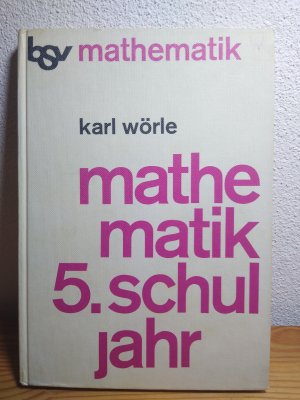 bsv mathematik
karl wörle
mathe
matik
5. schul
jahr